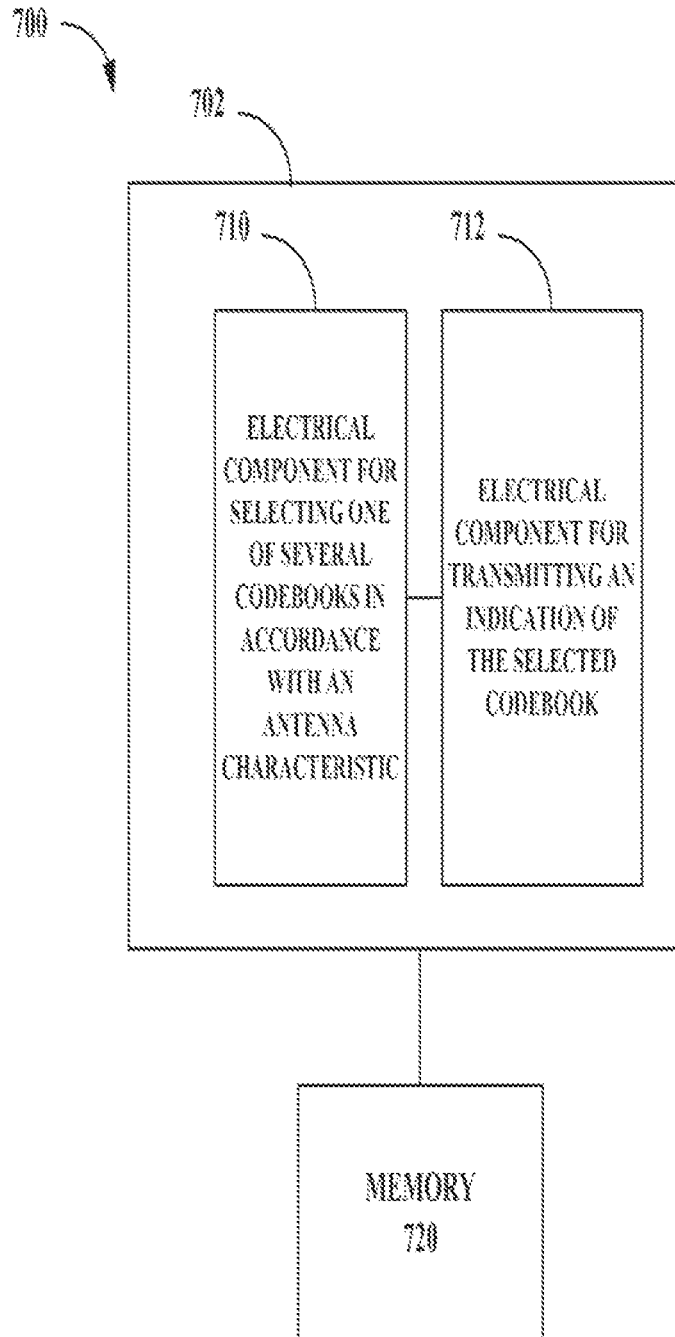 700
702
710
712
ELECTRICAL
COMPONENT FOR
SELECTING ONE
OF SEVERAL
CODEBOOKS IN
ACCORDANCE
WITH AN
ANTENNA
CHARACTERISTIC
ELECTRICAL
COMPONENT FOR
TRANSMITTING AN
INDICATION OF
THE SELECTED
CODEBOOK
MEMORY
720